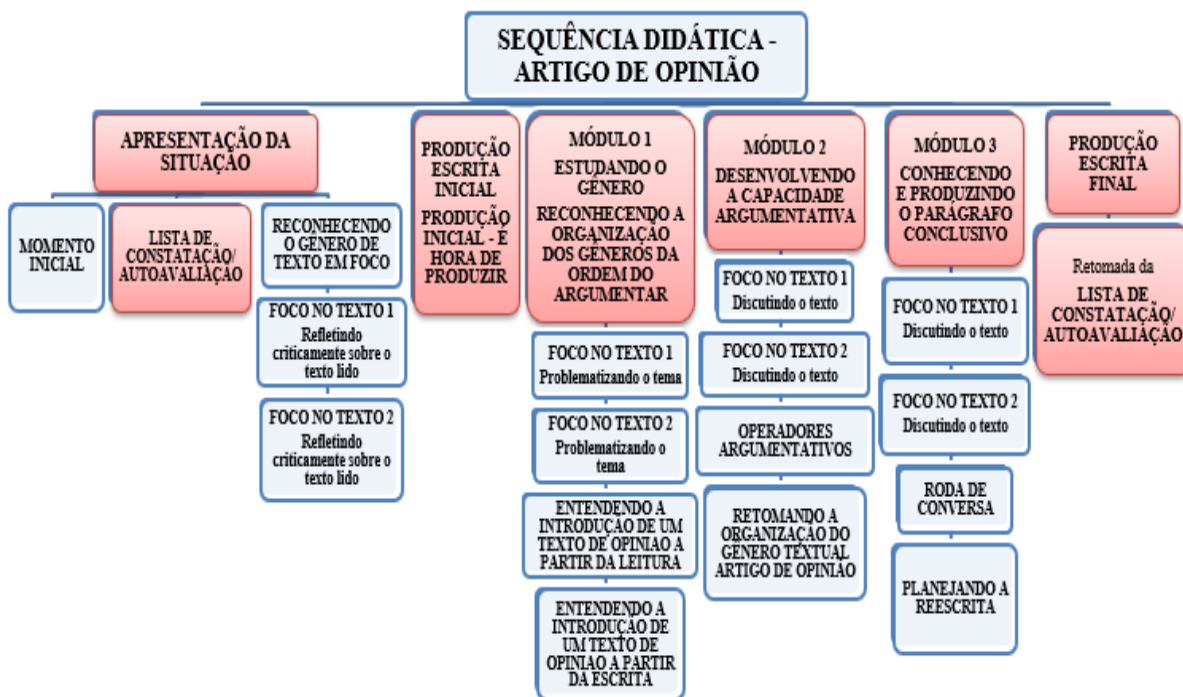 SEQUÊNCIA DIDÁTICA -
ARTIGO DE OPINIÃO
APRESENTAÇÃO DA
SITUAÇÃO
MOMENTO
INICIAL
LISTA DE
CONSTATAÇÃO/
AUTOAVALIAÇÃO
RECONHECENDO
O GÊNERO DE
TEXTO EM FOCO
FOCO NO TEXTO 1
Refletindo
criticamente sobre o
texto lido
FOCO NO TEXTO 2
Refletindo
criticamente sobre o
texto lido
PRODUÇÃO
ESCRITA
INICIAL
PRODUÇÃO
INICIAL - É
HORA DE
PRODUZIR
MÓDULO 1
ESTUDANDO O
GÊNERO
RECONHECENDO A
ORGANIZAÇÃO
DOS GÊNEROS DA
ORDEM DO
ARGUMENTAR
FOCO NO TEXTO 1
Problematizando o tema
FOCO NO TEXTO 2
Problematizando o
tema
ENTENDENDO A
INTRODUÇÃO DE UM
TEXTO DE OPINIAO A
PARTIR DA LEITURA
ENTENDENDO A
INTRODUÇÃO DE
UM TEXTO DE
OPINIAO A PARTIR
DA ESCRITA
MÓDULO 2
DESENVOLVENDO
A CAPACIDADE
ARGUMENTATIVA
FOCO NO TEXTO 1
Discutindo o texto
FOCO NO TEXTO 2
Discutindo o texto
OPERADORES
ARGUMENTATIVOS
RETOMANDO A
ORGANIZAÇÃO DO
GÊNERO TEXTUAL
ARTIGO DE OPINIÃO
MÓDULO 3
CONHECENDO
E PRODUZINDO
O PARÁGRAFO
CONCLUSIVO
FOCO NO TEXTO 1
Discutindo o texto
FOCO NO TEXTO 2
Discutindo o texto
RODA DE
CONVERSA
PLANEJANDO A
REESCRITA
PRODUÇÃO
ESCRITA
FINAL
Retomada da
LISTA DE
CONSTATAÇÃO/
AUTOAVALIAÇÃO